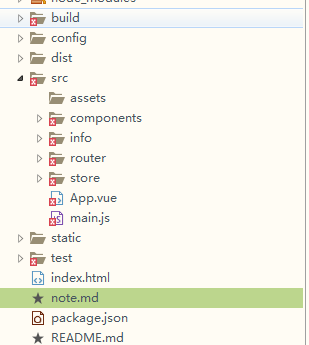 node_modules
build
config
dist
src
assets
components
info
router
store
App.vue
main.js
static
test
index.html
note.md
package.json
README.md